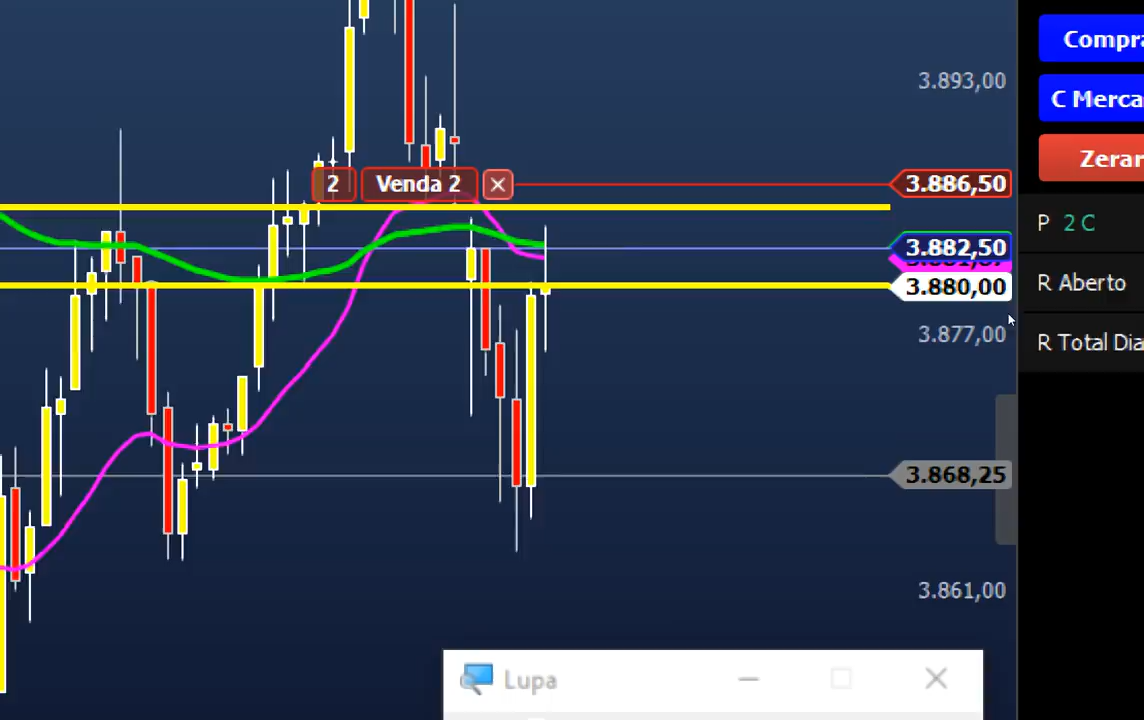 Compra
3.893,00
C Merca
Zerar
2 Venda 2
3.886,50
P 2 C
3.882,50
3.880,00
R Aberto
3.877,00
R Total Dia
3.868,25
3.861,00
Lupa